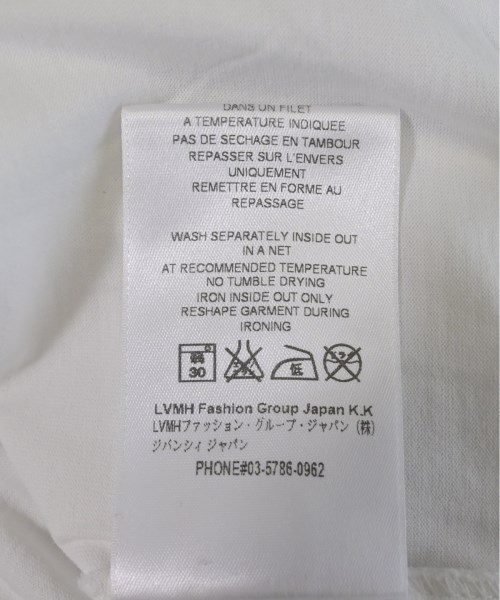 DANS UN FILET
A TEMPERATURE INDIQUEE
PAS DE SECHAGE EN TAMBOUR
REPASSER SUR L'ENVERS
UNIQUEMENT
REMETTRE EN FORME AU
REPASSAGE
WASH SEPARATELY INSIDE OUT
IN A NET
AT RECOMMENDED TEMPERATURE
NO TUMBLE DRYING
IRON INSIDE OUT ONLY
RESHAPE GARMENT DURING
IRONING
弱
30
低
ドライ
LVMH Fashion Group Japan K.K
LVMHファッション・グループ・ジャパン (株)
ジバンシィ ジャパン
PHONE#03-5786-0962